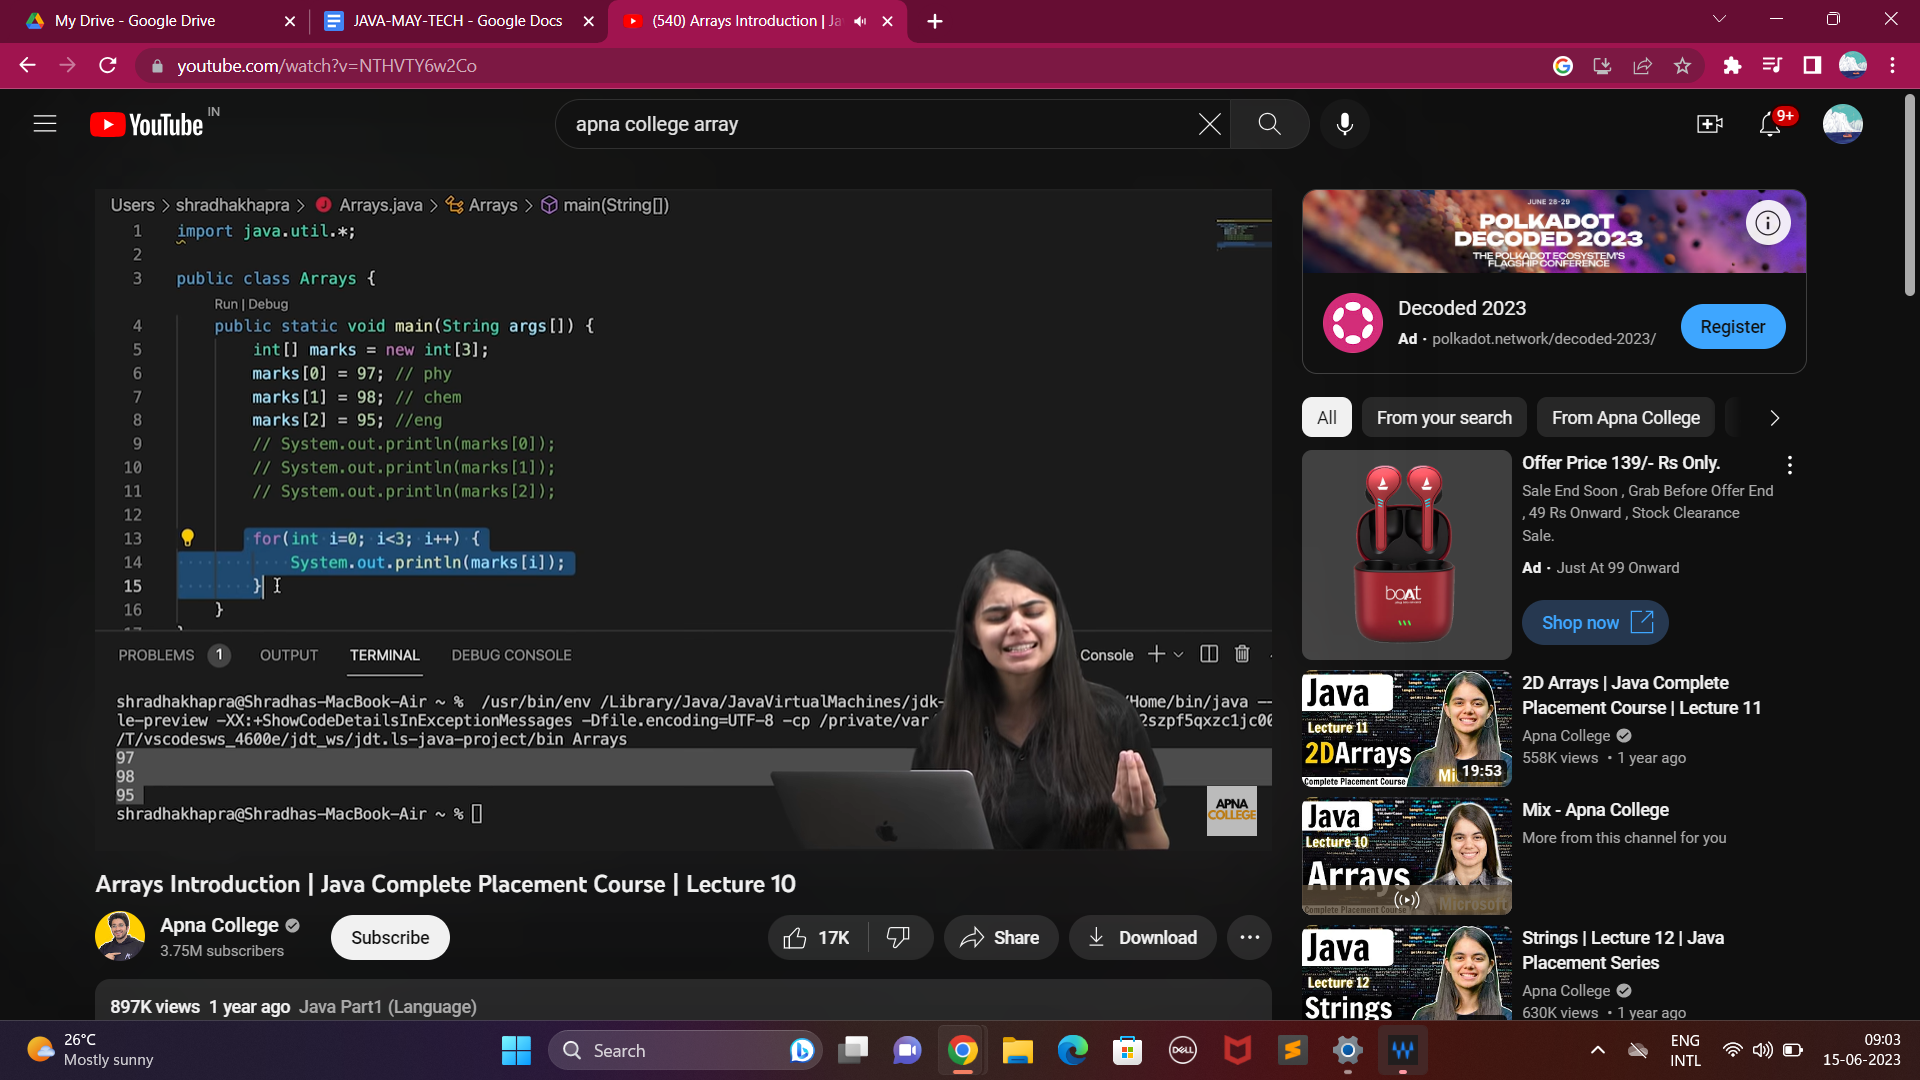 My Drive - Google Drive
JAVA-MAY-TECH - Google Docs
(540) Arrays Introduction | Ja
youtube.com/watch?v=NTHVTY6w2Co
YouTube IN
apna college array
9+
Users > shradhakhapra > Arrays.java > Arrays > main(String[])
1 import java.util.*;
2
3 public class Arrays {
Run | Debug
4 public static void main(String args[]) {
5 int[] marks = new int[3];
6 marks[0] = 97; // phy
7 marks[1] = 98; // chem
8 marks[2] = 95; //eng
9 // System.out.println(marks[0]);
10 // System.out.println(marks[1]);
11 // System.out.println(marks[2]);
12
13 for(int i=0; i<3; i++) {
14 System.out.println(marks[i]);
15 }
16 }
PROBLEMS 1 OUTPUT TERMINAL DEBUG CONSOLE
Console
shradhakhapra@Shradhas-MacBook-Air ~ % /usr/bin/env /Library/Java/JavaVirtualMachines/jdk- /Home/bin/java --
le-preview -XX:+ShowCodeDetailsInExceptionMessages -Dfile.encoding=UTF-8 -cp /private/var/ 2szpf5qxzc1jc00
/T/vscodesws_4600e/jdt_ws/jdt.ls-java-project/bin Arrays
97
98
95
shradhakhapra@Shradhas-MacBook-Air ~ %
APNA
COLLEGE
Arrays Introduction | Java Complete Placement Course | Lecture 10
Apna College
3.75M subscribers
Subscribe
17K
Share
Download
897K views 1 year ago Java Part1 (Language)
JUNE 28-29
POLKADOT
DECODED 2023
THE POLKADOT ECOSYSTEM'S
FLAGSHIP CONFERENCE
Decoded 2023
Ad · polkadot.network/decoded-2023/
Register
All From your search From Apna College
boAt
Offer Price 139/- Rs Only.
Sale End Soon , Grab Before Offer End
, 49 Rs Onward , Stock Clearance
Sale.
Ad · Just At 99 Onward
Shop now
Java
Lecture 11
2DArrays
Mi
19:53
Complete Placement Course
2D Arrays | Java Complete
Placement Course | Lecture 11
Apna College
558K views • 1 year ago
Java
Lecture 10
Arrays
Complete Placement Course
Microsoft
Mix - Apna College
More from this channel for you
Java
Lecture 12
Strings
Strings | Lecture 12 | Java
Placement Series
Apna College
630K views • 1 year ago
26°C
Mostly sunny
Search
DELL
ENG
INTL
09:03
15-06-2023